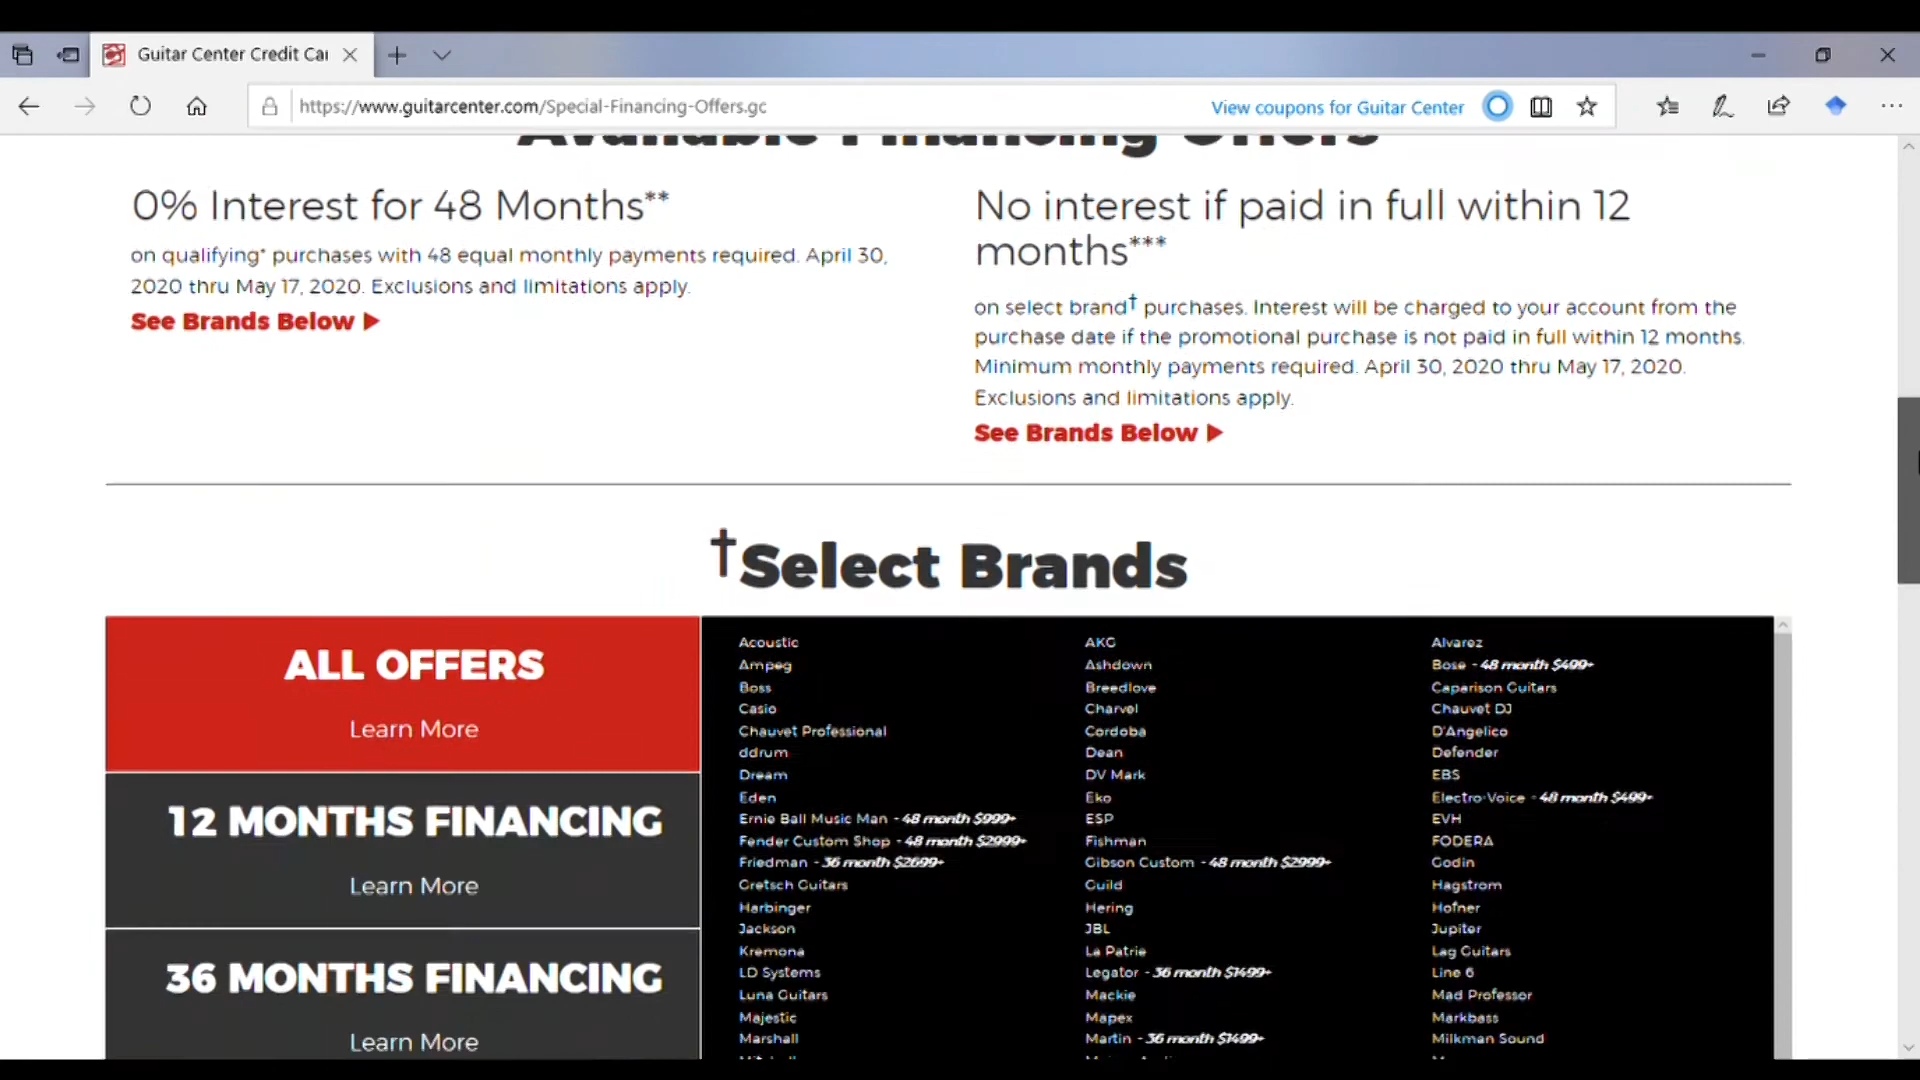 Guitar Center Credit Car
https://www.guitarcenter.com/Special-Financing-Offers.gc
View coupons for Guitar Center
Available Financing Offers
0% Interest for 48 Months**
on qualifying* purchases with 48 equal monthly payments required. April 30,
2020 thru May 17, 2020. Exclusions and limitations apply.
See Brands Below
No interest if paid in full within 12
months***
on select brand† purchases. Interest will be charged to your account from the
purchase date if the promotional purchase is not paid in full within 12 months.
Minimum monthly payments required. April 30, 2020 thru May 17, 2020.
Exclusions and limitations apply.
See Brands Below
†Select Brands
ALL OFFERS
Learn More
12 MONTHS FINANCING
Learn More
36 MONTHS FINANCING
Learn More
Acoustic
Ampeg
Boss
Casio
Chauvet Professional
ddrum
Dream
Eden
Ernie Ball Music Man - 48 month $999+
Fender Custom Shop - 48 month $2999+
Friedman - 36 month $2699+
Gretsch Guitars
Harbinger
Jackson
Kremona
LD Systems
Luna Guitars
Majestic
Marshall
AKG
Ashdown
Breedlove
Charvel
Cordoba
Dean
DV Mark
Eko
ESP
Fishman
Gibson Custom - 48 month $2999+
Guild
Hering
JBL
La Patrie
Legator - 36 month $1499+
Mackie
Mapex
Martin - 36 month $1499+
Alvarez
Bose - 48 month $499+
Caparison Guitars
Chauvet DJ
D'Angelico
Defender
EBS
Electro-Voice - 48 month $499+
EVH
FODERA
Godin
Hagstrom
Hofner
Jupiter
Lag Guitars
Line 6
Mad Professor
Markbass
Milkman Sound